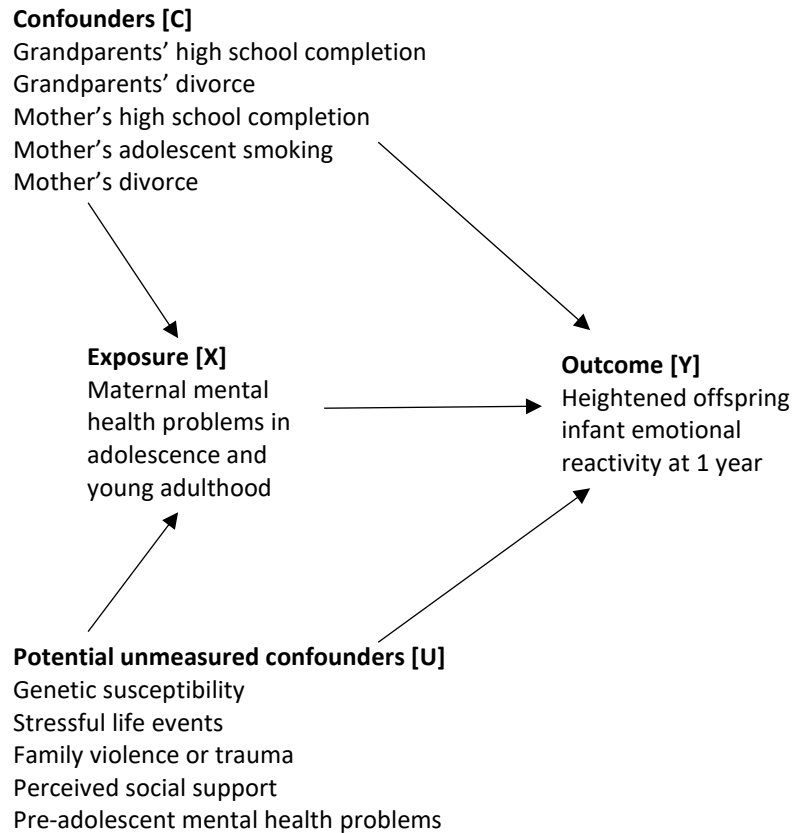 Confounders [C]
Grandparents’ high school completion
Grandparents’ divorce
Mother’s high school completion
Mother’s adolescent smoking
Mother’s divorce
Exposure [X]
Maternal mental
health problems in
adolescence and
young adulthood
Outcome [Y]
Heightened offspring
infant emotional
reactivity at 1 year
Potential unmeasured confounders [U]
Genetic susceptibility
Stressful life events
Family violence or trauma
Perceived social support
Pre-adolescent mental health problems